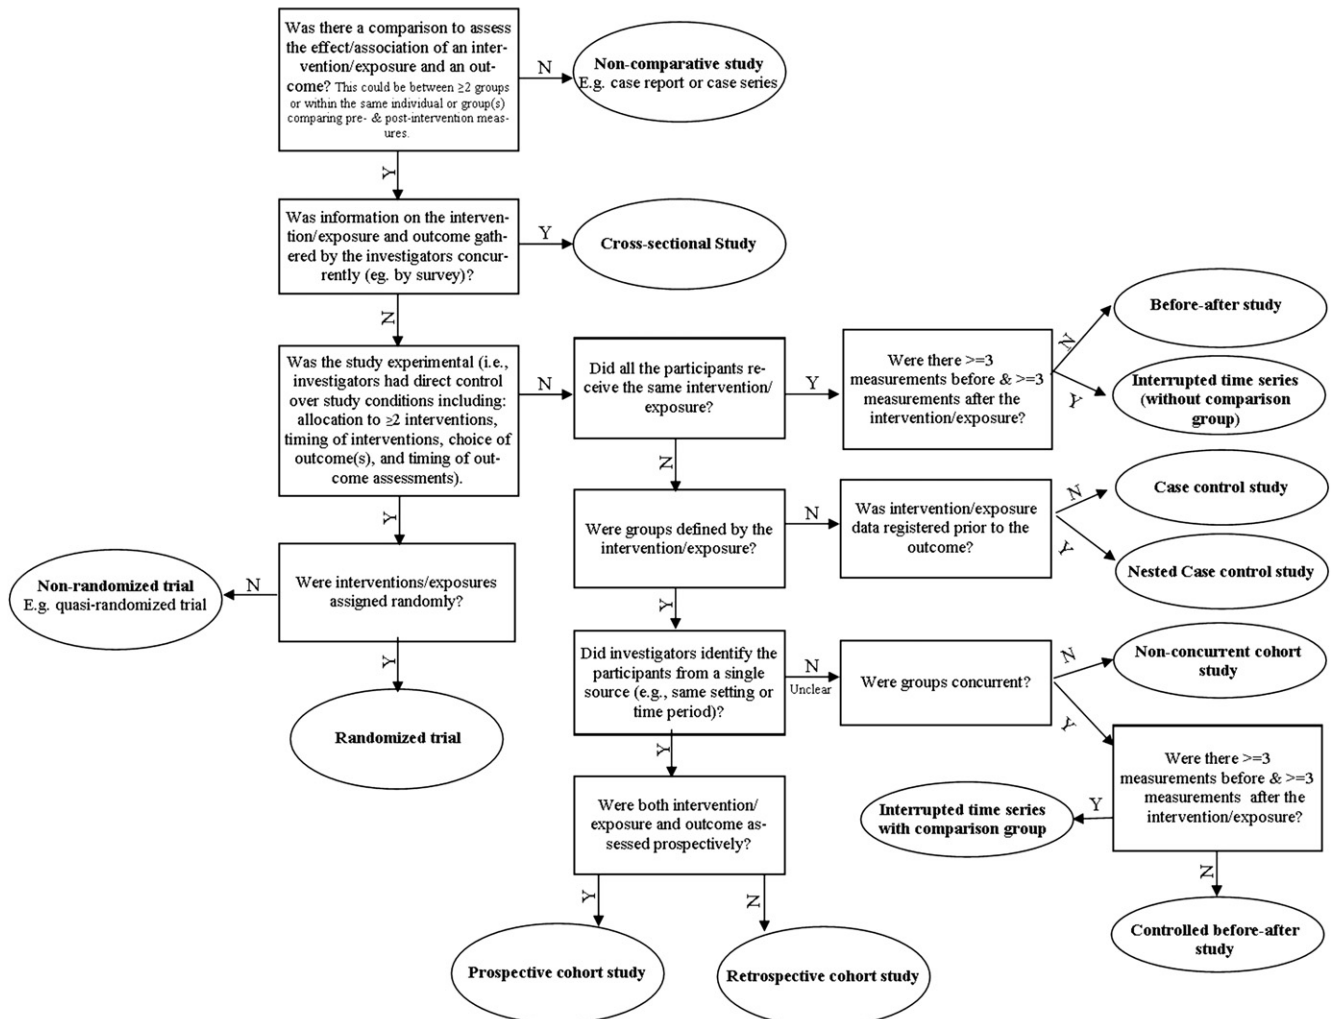 Was there a comparison to assess
the effect/association of an inter-
vention/exposure and an out-
come? This could be between ≥2 groups
or within the same individual or group(s)
comparing pre- & post-intervention meas-
ures.
N
Non-comparative study
E.g. case report or case series
Y
Was information on the interven-
tion/exposure and outcome gath-
ered by the investigators
concurrently (eg. by survey)?
Y
Cross-sectional Study
N
Was the study experimental (i.e.,
investigators had direct control
over study conditions including:
allocation to ≥2 interventions,
timing of interventions, choice of
outcome(s), and timing of out-
come assessments).
N
Did all the participants re-
ceive the same intervention/
exposure?
Y
Were there >=3
measurements before & >=3
measurements after the
intervention/exposure?
N
Before-after study
Y
Interrupted time series
(without comparison
group)
N
Y
Were groups defined by the
intervention/exposure?
N
Was intervention/exposure
data registered prior to the
outcome?
N
Case control study
Y
Nested Case control study
Were interventions/exposures
assigned randomly?
N
Non-randomized trial
E.g. quasi-randomized trial
Y
Randomized trial
Y
Did investigators identify the
participants from a single
source (e.g., same setting or
time period)?
N
Unclear
Were groups concurrent?
N
Non-concurrent cohort
study
Y
Were there >=3
measurements before & >=3
measurements after the
intervention/exposure?
Y
Interrupted time series
with comparison group
N
Controlled before-after
study
Y
Were both intervention/
exposure and outcome as-
sessed prospectively?
Y
N
Prospective cohort study
Retrospective cohort study